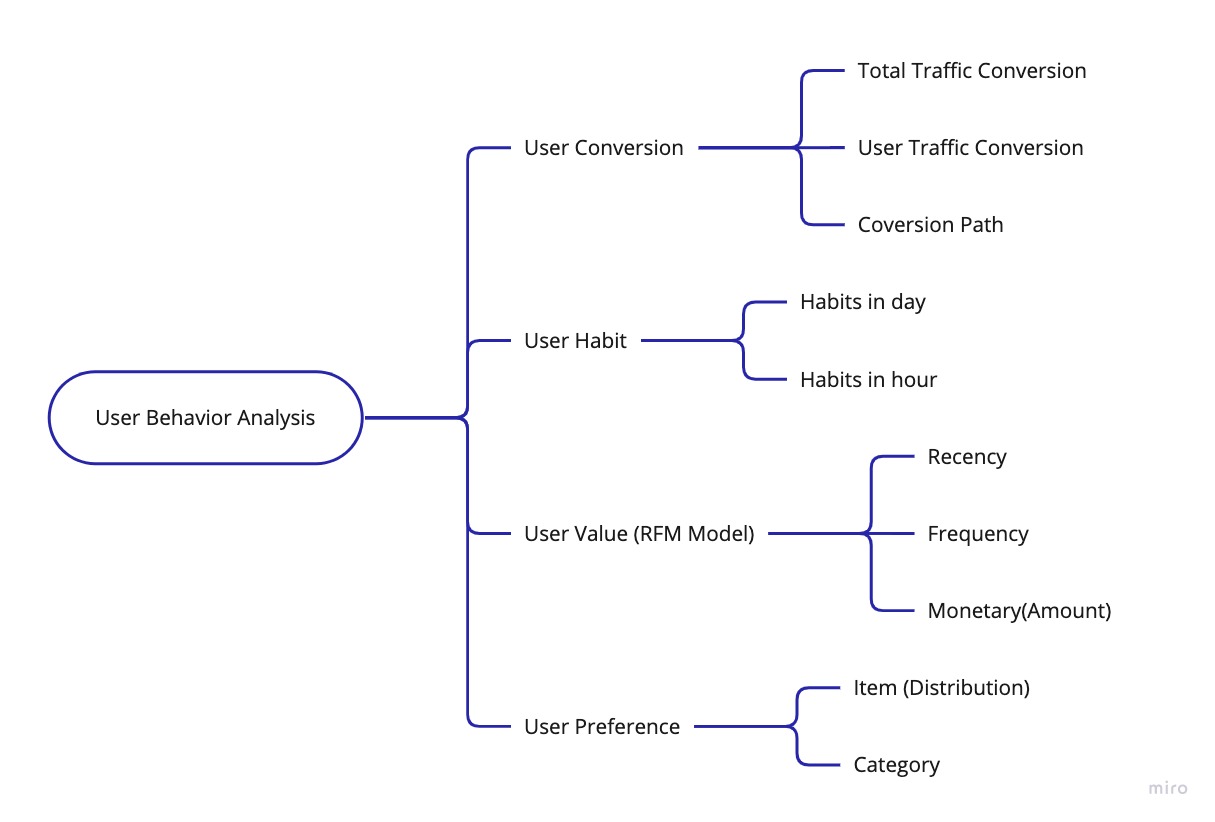 User Behavior Analysis
User Conversion
Total Traffic Conversion
User Traffic Conversion
Coversion Path
User Habit
Habits in day
Habits in hour
User Value (RFM Model)
Recency
Frequency
Monetary(Amount)
User Preference
Item (Distribution)
Category
miro